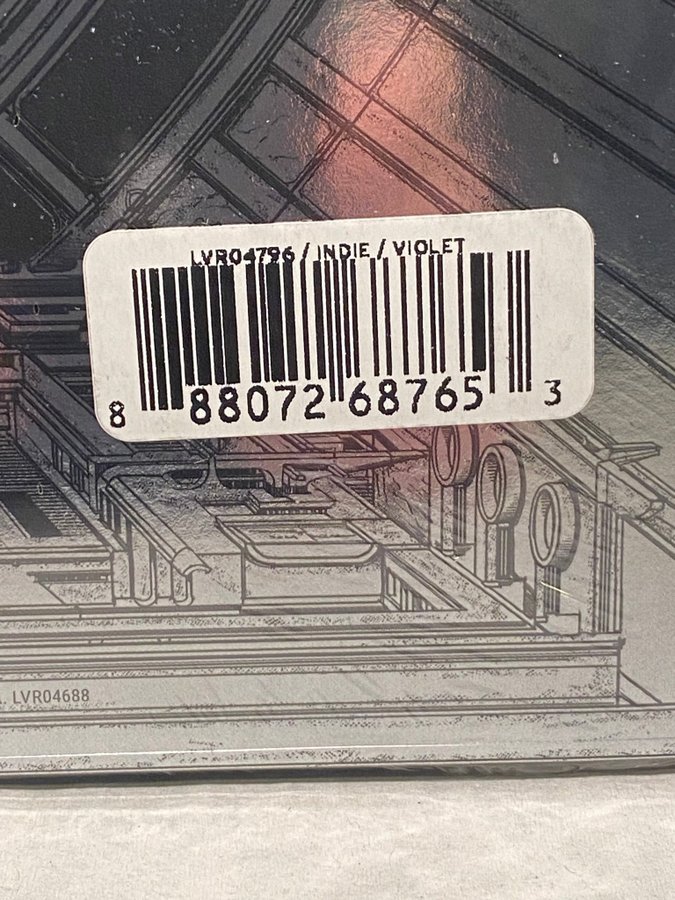 LVR04796 / INDIE / VIOLET
8 88072 68765 3
. LVR04688